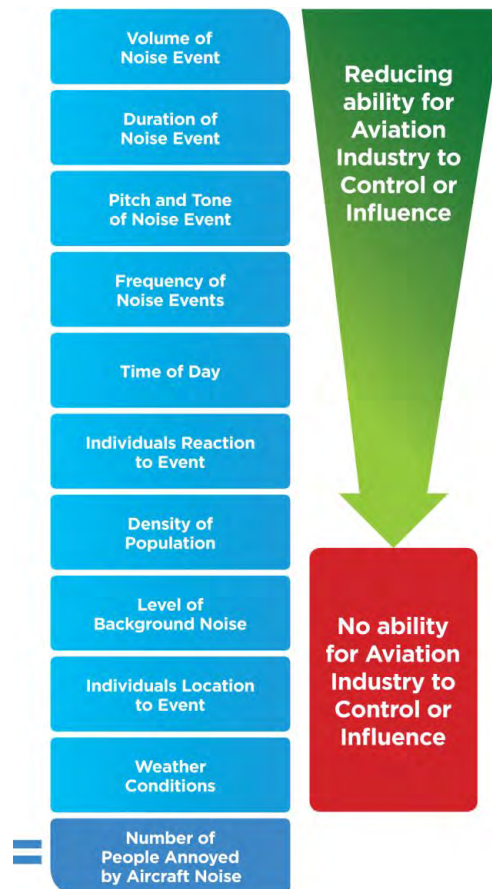 Volume of
Noise Event
Duration of
Noise Event
Pitch and Tone
of Noise Event
Frequency of
Noise Events
Time of Day
Individuals Reaction
to Event
Density of
Population
Level of
Background Noise
Individuals Location
to Event
Weather
Conditions
=
Number of
People Annoyed
by Aircraft Noise
Reducing
ability for
Aviation
Industry to
Control or
Influence
No ability
for Aviation
Industry to
Control or
Influence